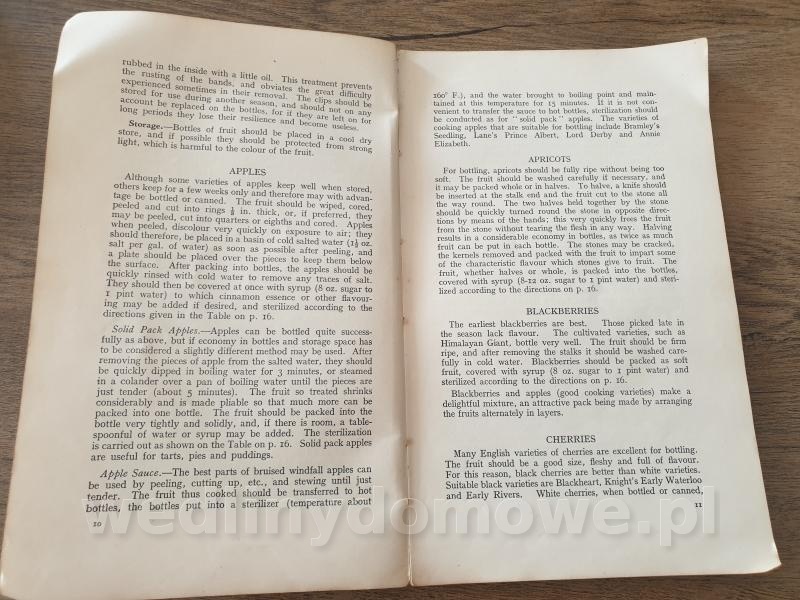 rubbed in the inside with a little oil. This treatment prevents
the rusting of the bands, and obviates the great difficulty
experienced sometimes in their removal. The clips should be
stored for use during another season, and should not on any
account be replaced on the bottles, for if they are left on for
long periods they lose their resilience and become useless.
Storage.—Bottles of fruit should be placed in a cool dry
store, and if possible they should be protected from strong
light, which is harmful to the colour of the fruit.
APPLES
Although some varieties of apples keep well when stored,
others keep for a few weeks only and therefore may with advan-
tage be bottled or canned. The fruit should be wiped, cored,
peeled and cut into rings ¼ in. thick, or, if preferred, they
may be peeled, cut into quarters or eighths and cored. Apples
when peeled, discolour very quickly on exposure to air; they
should therefore, be placed in a basin of cold salted water (1½ oz.
salt per gal. of water) as soon as possible after peeling, and
a plate should be placed over the pieces to keep them below
the surface. After packing into bottles, the apples should be
quickly rinsed with cold water to remove any traces of salt.
They should then be covered at once with syrup (8 oz. sugar to
1 pint water) to which cinnamon essence or other flavour-
ing may be added if desired, and sterilized according to the
directions given in the Table on p. 16.
Solid Pack Apples.—Apples can be bottled quite success-
fully as above, but if economy in bottles and storage space has
to be considered a slightly different method may be used. After
removing the pieces of apple from the salted water, they should
be quickly dipped in boiling water for 3 minutes, or steamed
in a colander over a pan of boiling water until the pieces are
just tender (about 5 minutes). The fruit so treated shrinks
considerably and is made pliable so that much more can be
packed into one bottle. The fruit should be packed into the
bottle very tightly and solidly, and, if there is room, a table-
spoonful of water or syrup may be added. The sterilization
is carried out as shown on the Table on p. 16. Solid pack apples
are useful for tarts, pies and puddings.
Apple Sauce.—The best parts of bruised windfall apples can
be used by peeling, cutting up, etc., and stewing until just
tender. The fruit thus cooked should be transferred to hot
bottles, the bottles put into a sterilizer (temperature about
10
160° F.), and the water brought to boiling point and main-
tained at this temperature for 15 minutes. If it is not con-
venient to transfer the sauce to hot bottles, sterilization should
be conducted as for "solid pack" apples. The varieties of
cooking apples that are suitable for bottling include Bramley's
Seedling, Lane's Prince Albert, Lord Derby and Annie
Elizabeth.
APRICOTS
For bottling, apricots should be fully ripe without being too
soft. The fruit should be washed carefully if necessary, and
it may be packed whole or in halves. To halve, a knife should
be inserted at the stalk end and the fruit cut to the stone all
the way round. The two halves held together by the stone
should be quickly turned round the stone in opposite direc-
tions by means of the hands; this very quickly frees the fruit
from the stone without tearing the flesh in any way. Halving
results in a considerable economy in bottles, as twice as much
fruit can be put in each bottle. The stones may be cracked,
the kernels removed and packed with the fruit to impart some
of the characteristic flavour which stones give to fruit. The
fruit, whether halves or whole, is packed into the bottles,
covered with syrup (8-12 oz. sugar to 1 pint water) and steri-
lized according to the directions on p. 16.
BLACKBERRIES
The earliest blackberries are best. Those picked late in
the season lack flavour. The cultivated varieties, such as
Himalayan Giant, bottle very well. The fruit should be firm
ripe, and after removing the stalks it should be washed care-
fully in cold water. Blackberries should be packed as soft
fruit, covered with syrup (8 oz. sugar to 1 pint water) and
sterilized according to the directions on p. 16.
Blackberries and apples (good cooking varieties) make a
delightful mixture, an attractive pack being made by arranging
the fruits alternately in layers.
CHERRIES
Many English varieties of cherries are excellent for bottling.
The fruit should be a good size, fleshy and full of flavour.
For this reason, black cherries are better than white varieties.
Suitable black varieties are Blackheart, Knight's Early Waterloo
and Early Rivers. White cherries, when bottled or canned,
11
wedlinydomowe.pl